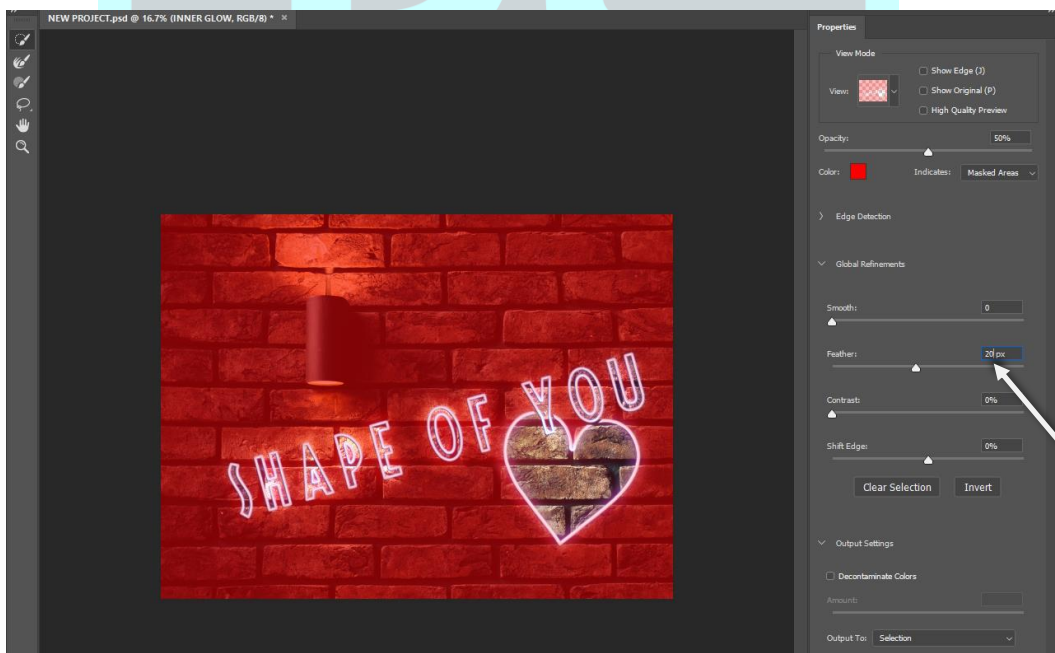 NEW PROJECT.psd @ 16.7% (INNER GLOW, RGB/8) * ×
Properties
View Mode
View:
Show Edge (J)
Show Original (P)
High Quality Preview
Opacity: 50%
Color: Indicates: Masked Areas
Edge Detection
Global Refinements
Smooth: 0
Feather: 20 px
Contrast: 0%
Shift Edge: 0%
Clear Selection Invert
Output Settings
Decontaminate Colors
Amount:
Output To: Selection
SHAPE OF YOU